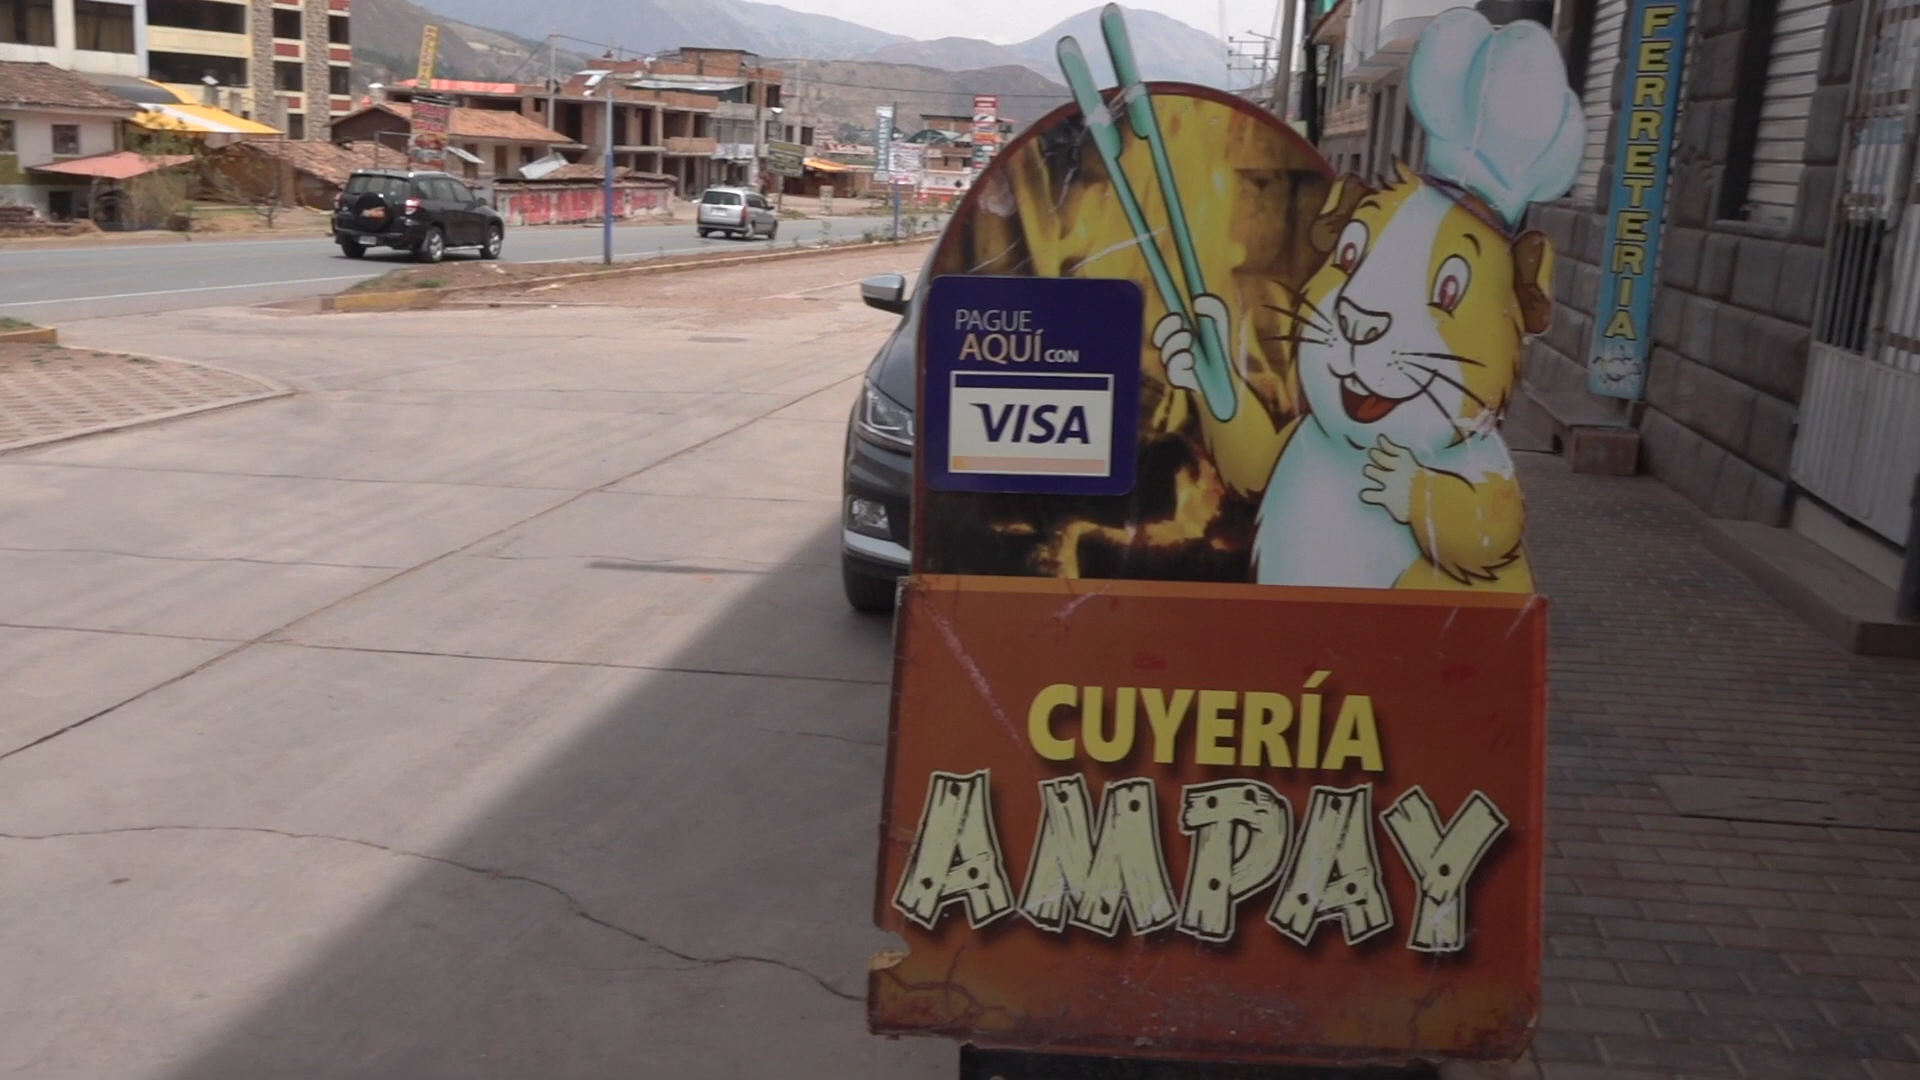 PAGUE
AQUÍ CON
VISA
CUYERÍA
AMPAY
FERRETERIA